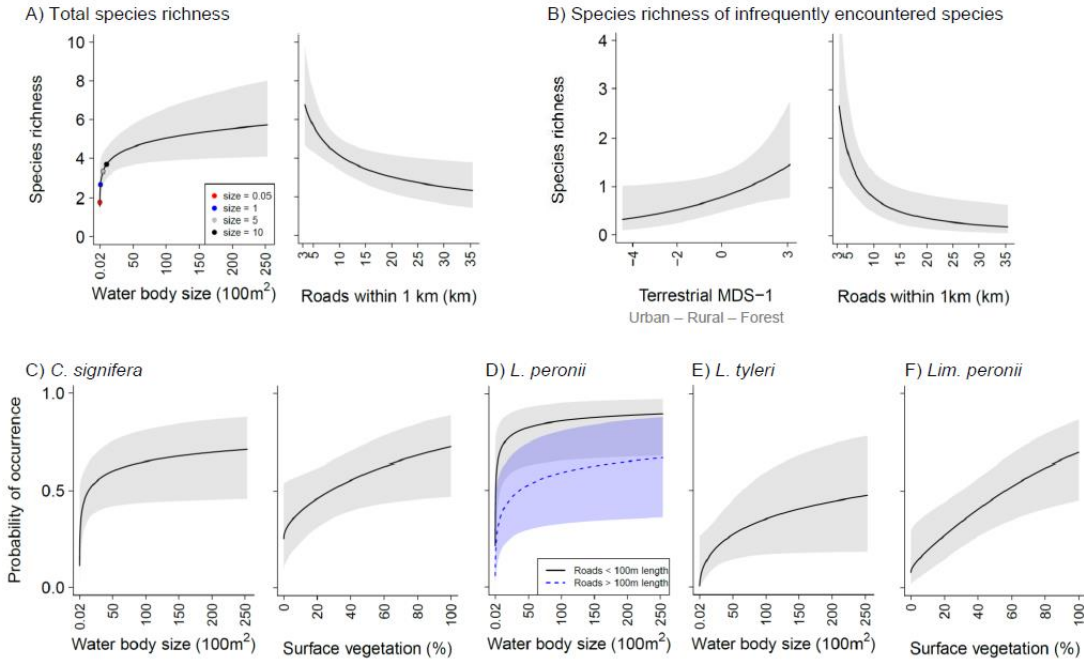 A) Total species richness
B) Species richness of infrequently encountered species
Species richness
10
8
6
4
2
0
size = 0.05
size = 1
size = 5
size = 10
0.02
50
100
150
200
250
Water body size (100m²)
3
5
10
15
20
25
30
35
Roads within 1 km (km)
Species richness
4
3
2
1
0
−4
−2
0
3
Terrestrial MDS−1
Urban – Rural – Forest
3
5
10
15
20
25
30
35
Roads within 1km (km)
C) C. signifera
D) L. peronii
E) L. tyleri
F) Lim. peronii
Probability of occurrence
1.0
0.5
0.0
0.02
50
100
150
200
250
Water body size (100m²)
0
20
40
60
80
100
Surface vegetation (%)
Roads < 100m length
Roads > 100m length
0.02
50
100
150
200
250
Water body size (100m²)
0.02
50
100
150
200
250
Water body size (100m²)
0
20
40
60
80
100
Surface vegetation (%)